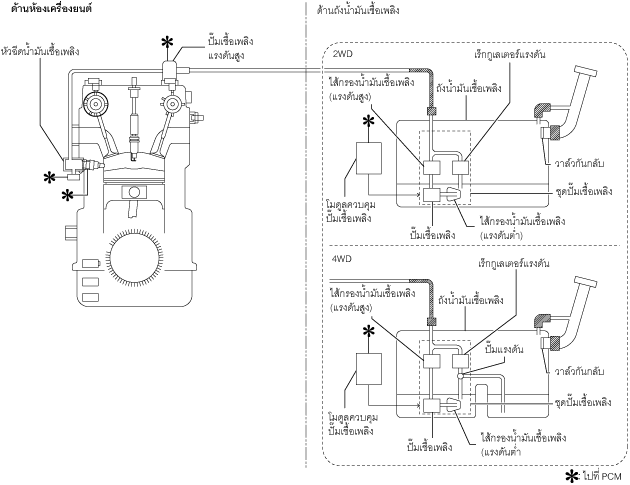 ด้านห้องเครื่องยนต์
ด้านถังน้ำมันเชื้อเพลิง
ปั๊มเชื้อเพลิง
แรงดันสูง
หัวฉีดน้ำมันเชื้อเพลิง
2WD
เร็กกูเลเตอร์แรงดัน
ไส้กรองน้ำมันเชื้อเพลิง
(แรงดันสูง)
ถังน้ำมันเชื้อเพลิง
วาล์วกันกลับ
ชุดปั๊มเชื้อเพลิง
โมดูลควบคุม
ปั๊มเชื้อเพลิง
ไส้กรองน้ำมันเชื้อเพลิง
(แรงดันต่ำ)
ปั๊มเชื้อเพลิง
4WD
เร็กกูเลเตอร์แรงดัน
ไส้กรองน้ำมันเชื้อเพลิง
(แรงดันสูง)
ถังน้ำมันเชื้อเพลิง
ปั๊มแรงดัน
วาล์วกันกลับ
ชุดปั๊มเชื้อเพลิง
โมดูลควบคุม
ปั๊มเชื้อเพลิง
ไส้กรองน้ำมันเชื้อเพลิง
(แรงดันต่ำ
ปั๊มเชื้อเพลิง
✱: ไปที่ PCM